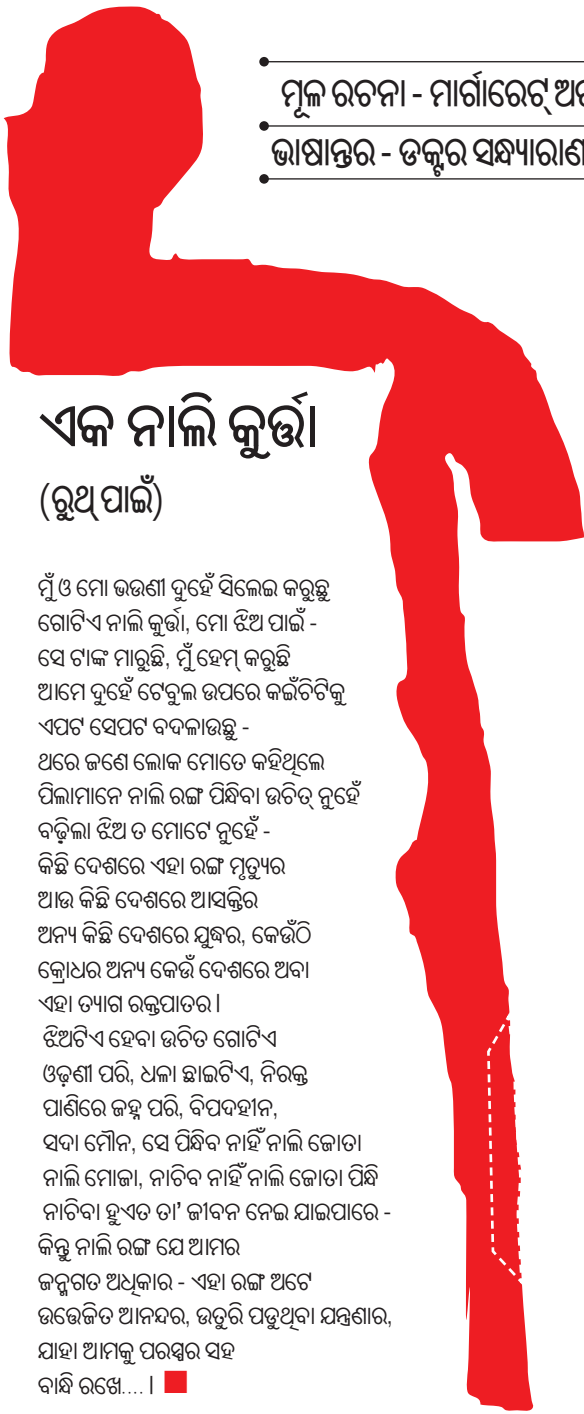 ମୂଳ ରଚନା - ମାର୍ଗାରେଟ୍
ଭାଷାନ୍ତର - ଡକ୍ଟର
ଏକ ନାଲି କୁର୍ତ୍ତା
(ରୁଥ୍ ପାଇଁ)
ମୁଁ ଓ ମୋ ଭଉଣୀ ଦୁହେଁ ସିଲେଇ କରୁଛୁ
ଗୋଟିଏ ନାଲି କୁର୍ତ୍ତା, ମୋ ଝିଅ ପାଇଁ -
ସେ ଟାଙ୍କ ମାରୁଛି, ମୁଁ ହେମ୍ କରୁଛି
ଆମେ ଦୁହେଁ ଟେବୁଲ ଉପରେ କଇଁଚିଟିକୁ
ଏପଟ ସେପଟ ବଦଳାଉଛୁ -
ଥରେ ଜଣେ ଲୋକ ମୋତେ କହିଥିଲେ
ପିଲାମାନେ ନାଲି ରଙ୍ଗ ପିନ୍ଧିବା ଉଚିତ୍ ନୁହେଁ
ବଢ଼ିଲା ଝିଅ ତ ମୋଟେ ନୁହେଁ -
କିଛି ଦେଶରେ ଏହା ରଙ୍ଗ ମୃତ୍ୟୁର
ଆଉ କିଛି ଦେଶରେ ଆସକ୍ତିର
ଅନ୍ୟ କିଛି ଦେଶରେ ଯୁଦ୍ଧର, କେଉଁଠି
କ୍ରୋଧର ଅନ୍ୟ କେଉଁ ଦେଶରେ ଅବା
ଏହା ତ୍ୟାଗ ରକ୍ତପାତର ।
ଝିଅଟିଏ ହେବା ଉଚିତ ଗୋଟିଏ
ଓଢ଼ଣୀ ପରି, ଧଳା ଛାଇଟିଏ, ନିରକ୍ତ
ପାଣିରେ ଜହ୍ନ ପରି, ବିପଦହୀନ,
ସଦା ମୌନ, ସେ ପିନ୍ଧିବ ନାହିଁ ନାଲି ଜୋତା
ନାଲି ମୋଜା, ନାଚିବ ନାହିଁ ନାଲି ଜୋତା ପିନ୍ଧି
ନାଚିବା ହୁଏତ ତା' ଜୀବନ ନେଇ ଯାଇପାରେ -
କିନ୍ତୁ ନାଲି ରଙ୍ଗ ଯେ ଆମର
ଜନ୍ମଗତ ଅଧିକାର - ଏହା ରଙ୍ଗ ଅଟେ
ଉତ୍ତେଜିତ ଆନନ୍ଦର, ଉତୁରି ପଡୁଥିବା ଯନ୍ତ୍ରଣାର,
ଯାହା ଆମକୁ ପରସ୍ପର ସହ
ବାନ୍ଧି ରଖେ.... ।